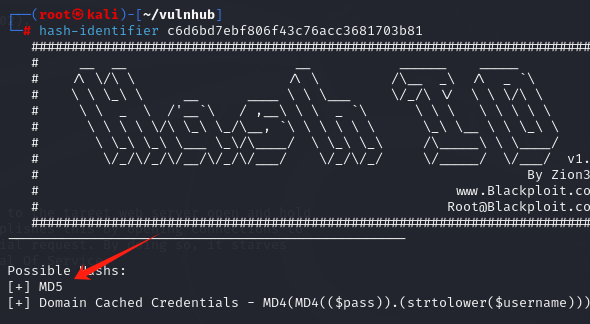 ┌──(root㉿kali)-[~/vulnhub]
└─# hash-identifier c6d6bd7ebf806f43c76acc3681703b81
#########################################################################
# v1.
# By Zion3
# www.Blackploit.co
# Root@Blackploit.co
#########################################################################
--------------------------------------------------
Possible Hashs:
[+] MD5
[+] Domain Cached Credentials - MD4(MD4(($pass)).(strtolower($username)))